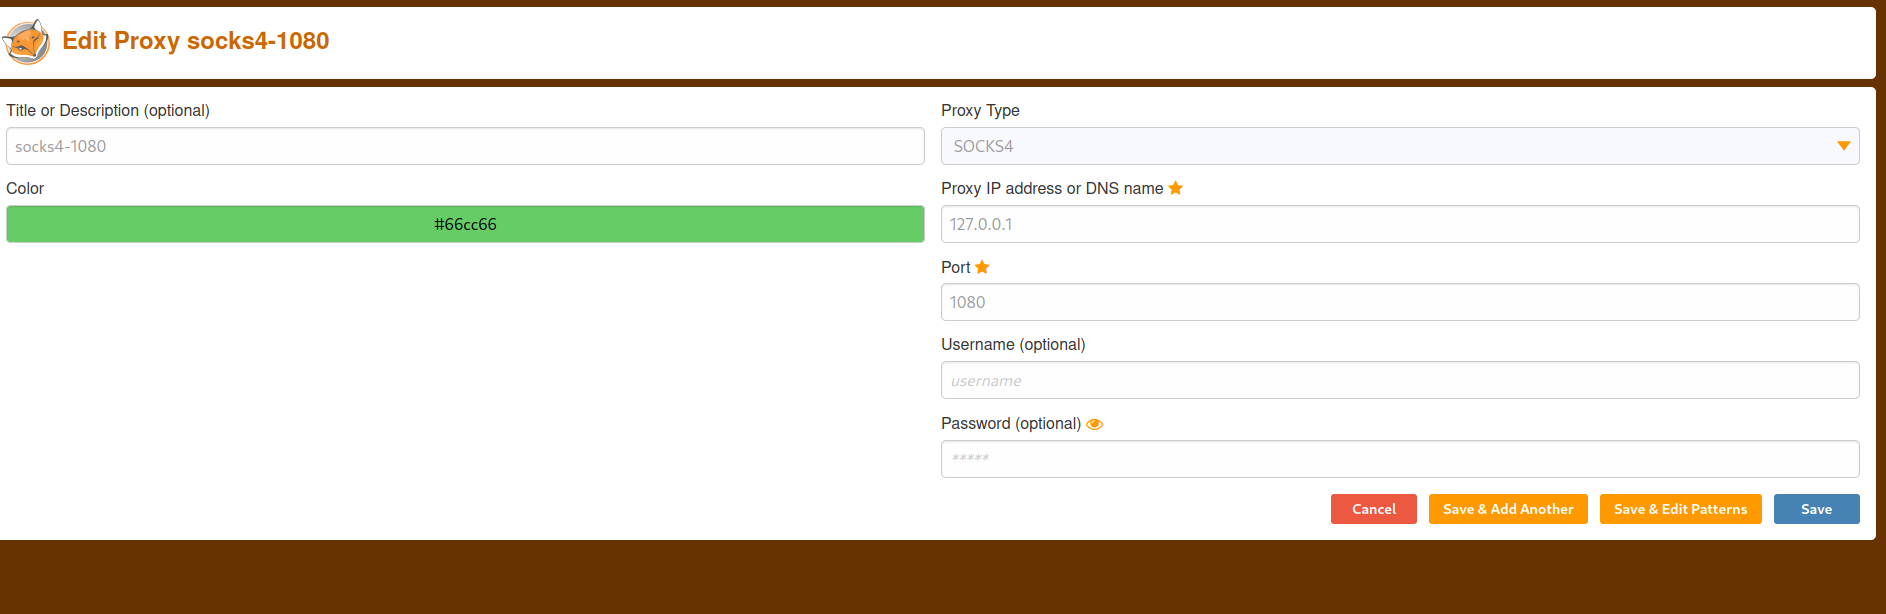 Edit Proxy socks4-1080
Title or Description (optional)
socks4-1080
Color
#66cc66
Proxy Type
SOCKS4
Proxy IP address or DNS name
127.0.0.1
Port
1080
Username (optional)
username
Password (optional)
*****
Cancel
Save & Add Another
Save & Edit Patterns
Save